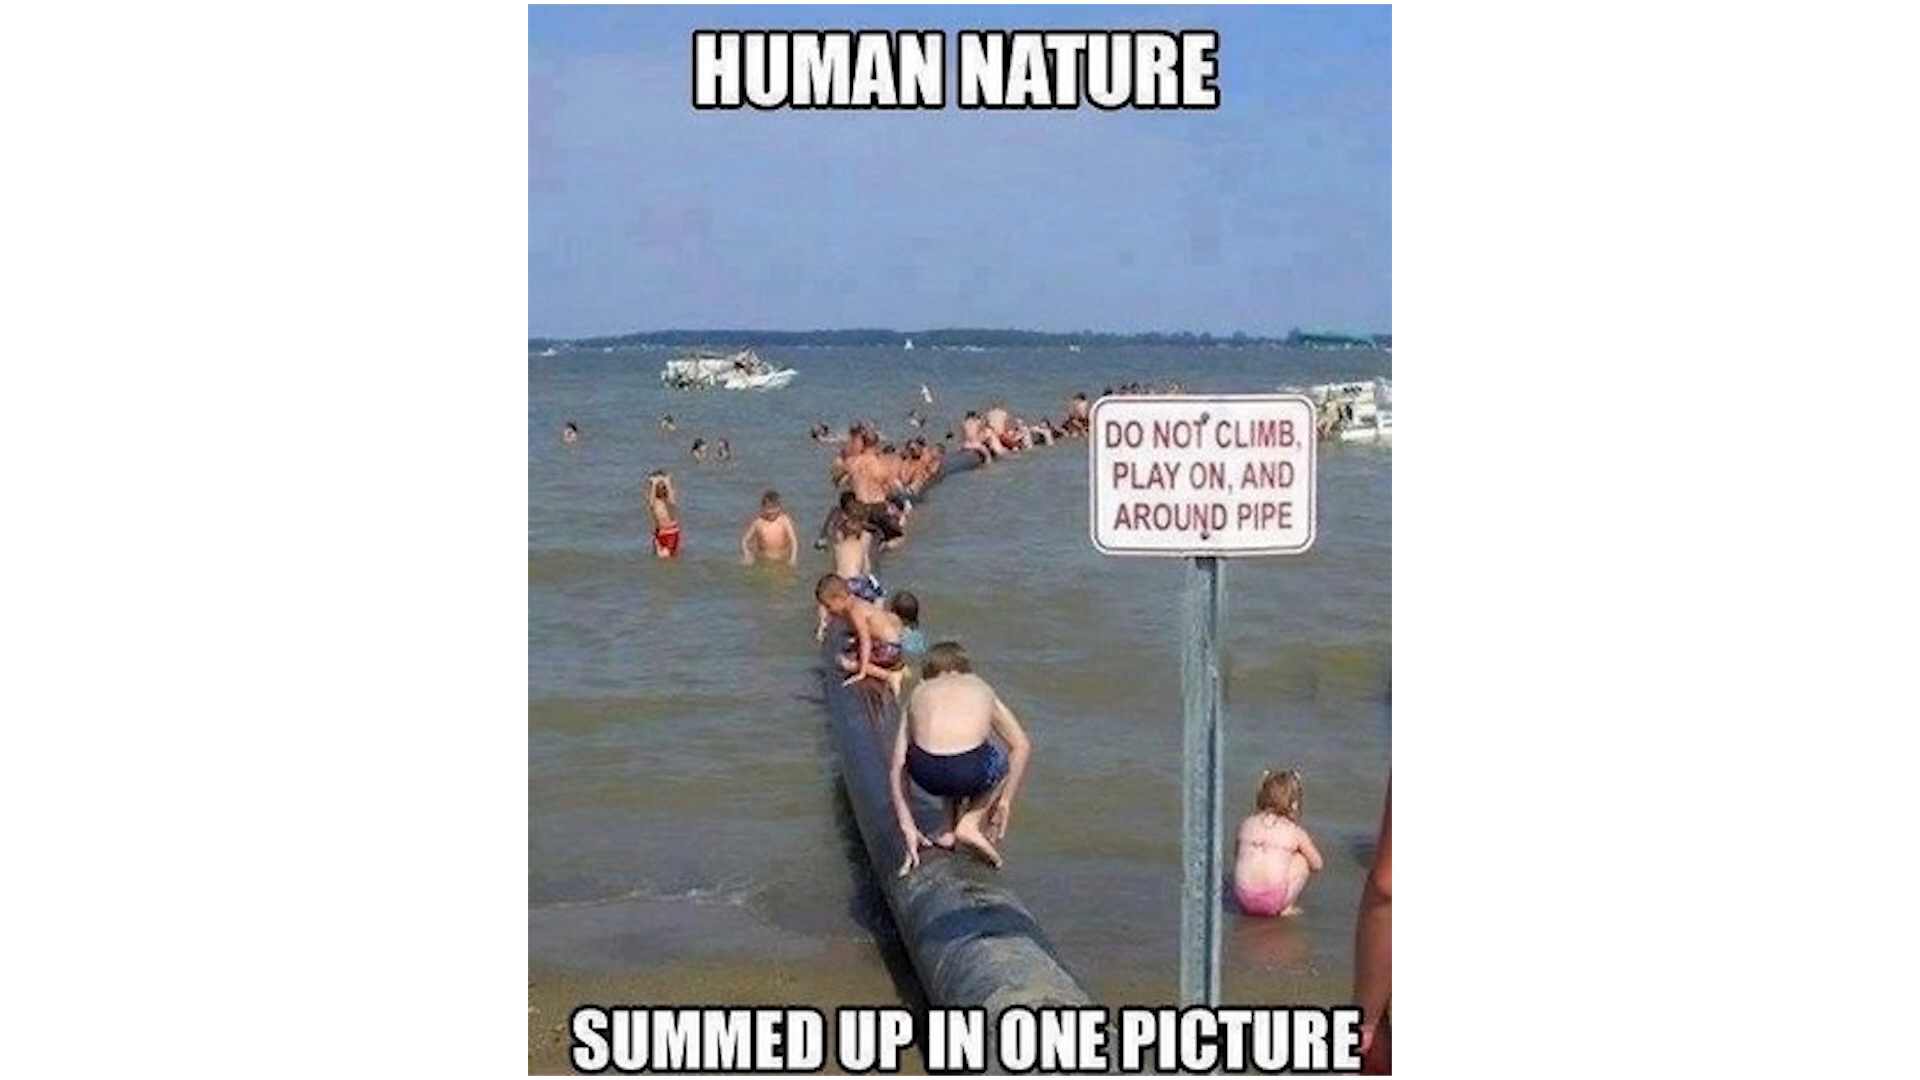 HUMAN NATURE
DO NOT CLIMB,
PLAY ON, AND
AROUND PIPE
SUMMED UP IN ONE PICTURE